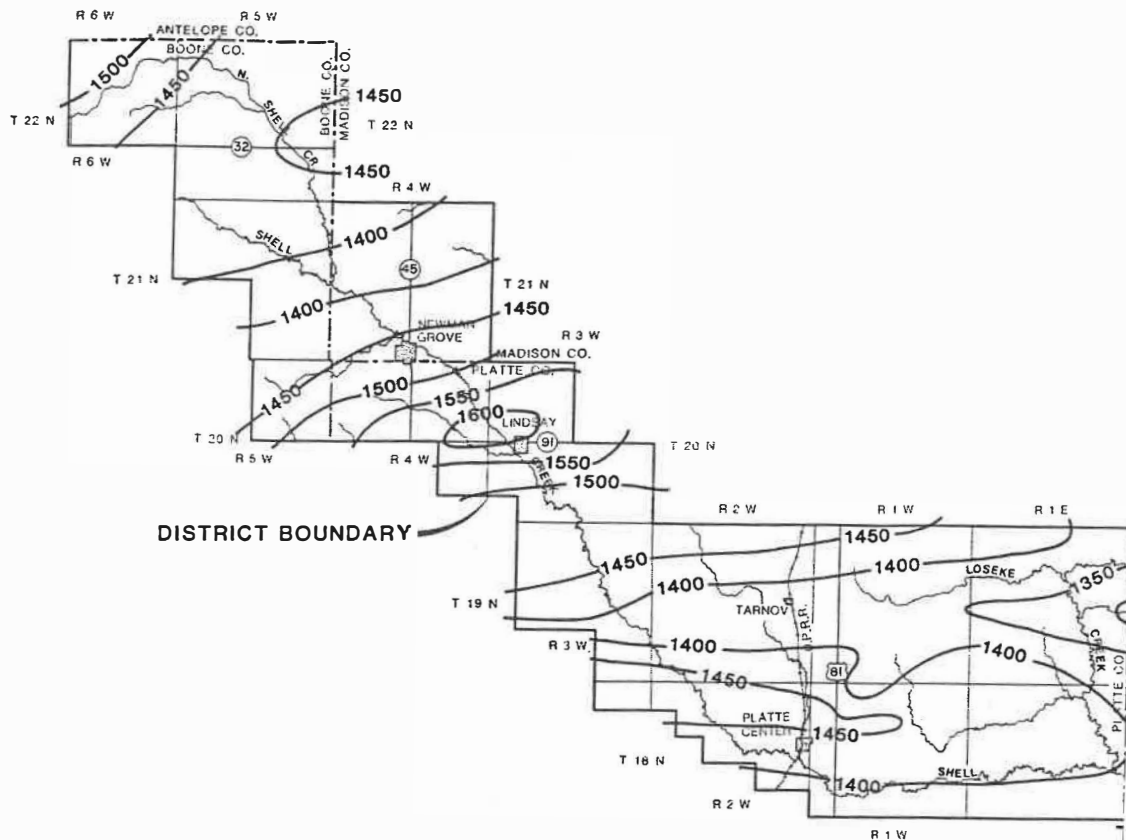 R 6 W
R 5 W
ANTELOPE CO.
BOONE CO.
1500
1450
N.
SHELL
CR.
BOONE CO.
MADISON CO.
1450
T 22 N
T 22 N
32
R 6 W
1450
R 4 W
SHELL
1400
45
T 21 N
T 21 N
1400
1450
NEWMAN
GROVE
R 3 W
MADISON CO.
PLATTE CO.
1450
1500
1550
1600
LINDSAY
91
T 20 N
T 20 N
R 5 W
R 4 W
CREEK
1550
1500
DISTRICT BOUNDARY
R 2 W
R 1 W
R 1 E
1450
1450
1400
1400
LOSEKE
1350
T 19 N
TARNOV
U.P.R.R.
CREEK
R 3 W.
1400
1400
81
1450
PLATTE CO.
PLATTE
CENTER
1450
T 18 N
1400
SHELL
R 2 W
R 1 W